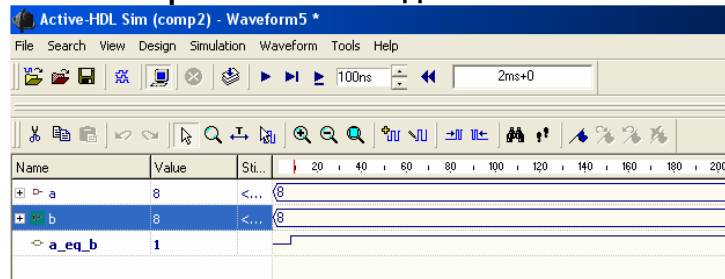 Active-HDL Sim (comp2) - Waveform5 *
File Search View Design Simulation Waveform Tools Help
100ns 2ms+0
Name Value Sti... 20 40 60 80 100 120 140 160 180 200
a 8 <... 8
b 8 <... 8
a_eq_b 1